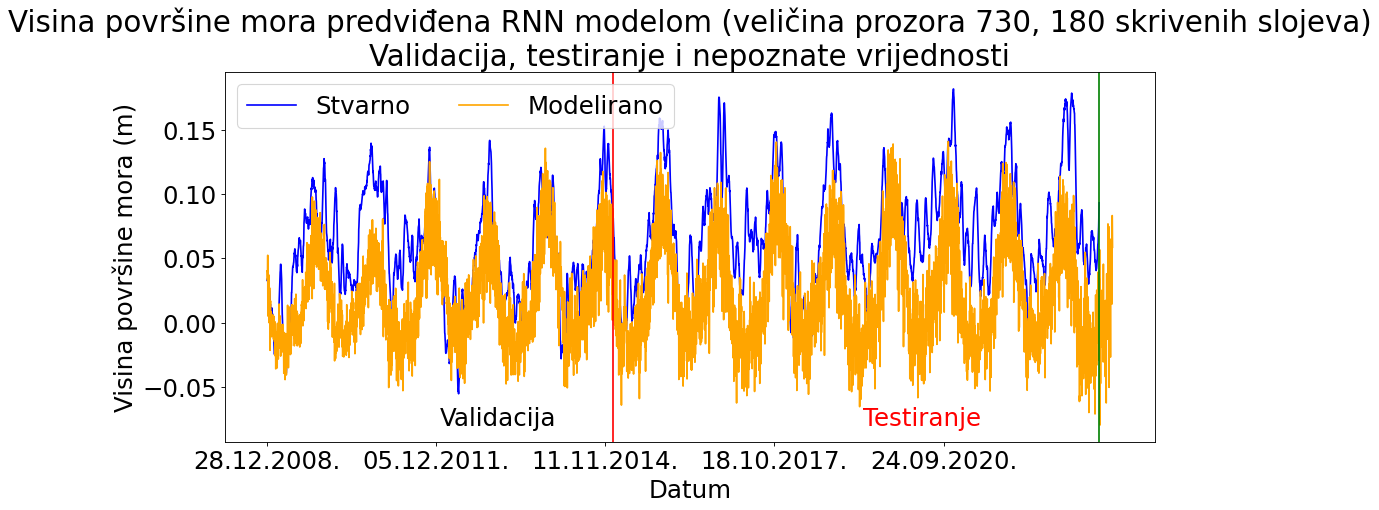 Visina površine mora predviđena RNN modelom (veličina prozora 730, 180 skrivenih slojeva)
Validacija, testiranje i nepoznate vrijednosti
Stvarno
Modelirano
Visina površine mora (m)
0.15
0.10
0.05
0.00
−0.05
Validacija
Testiranje
28.12.2008.
05.12.2011.
11.11.2014.
18.10.2017.
24.09.2020.
Datum